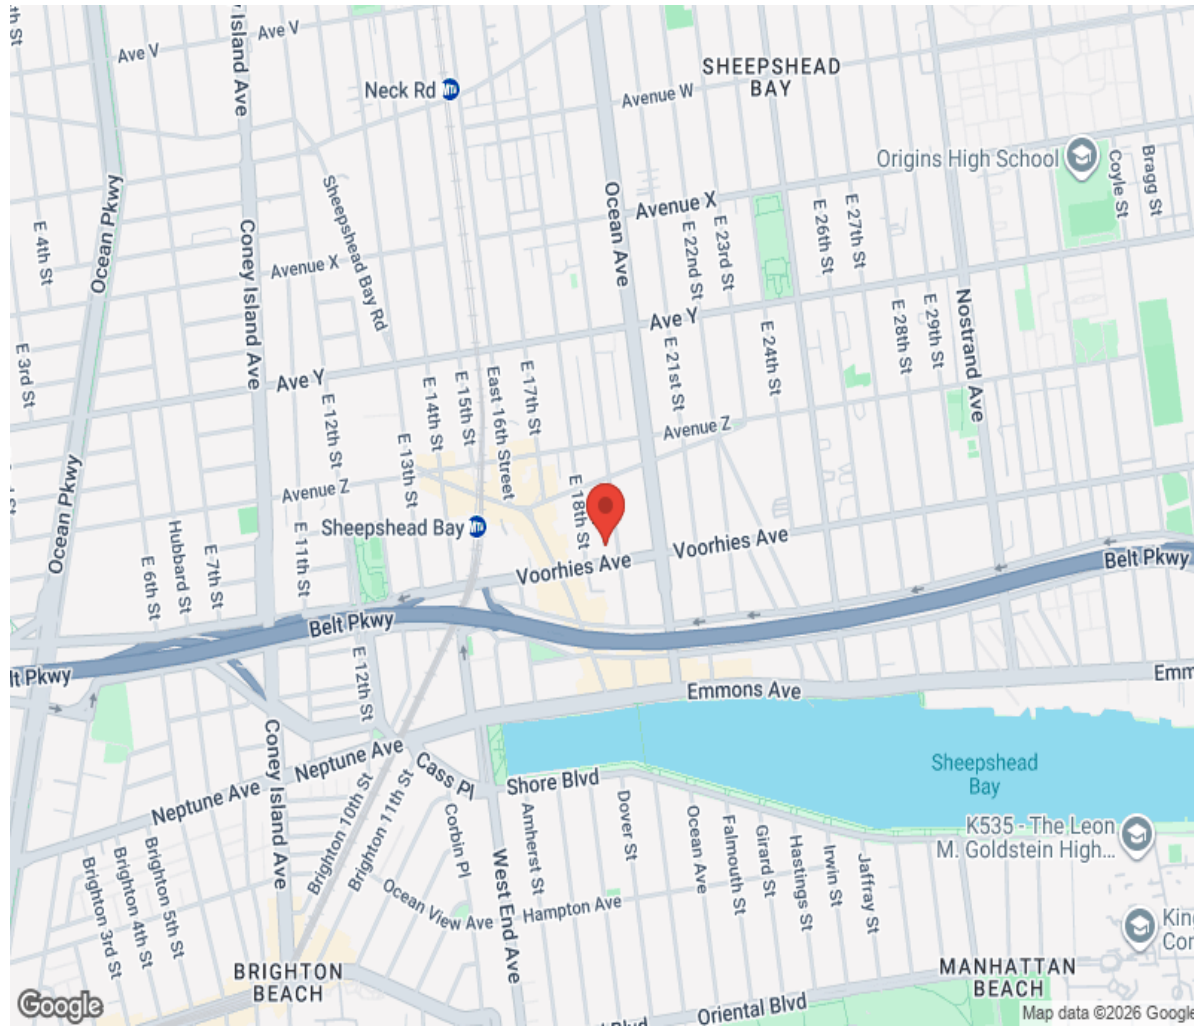 th St
Ave V
Ave V
Island Ave
Neck Rd
SHEEPSHEAD
BAY
Avenue W
Origins High School
Coyle St
Bragg St
Ocean Pkwy
Sheepshead Bay Rd
Ocean Ave
Avenue X
E 4th St
Coney Island Ave
Avenue X
E 22nd St
E 23rd St
E 26th St
E 27th St
Nostrand Ave
Ave Y
E 28th St
E 29th St
E 24th St
E 3rd St
Ave Y
E 12th St
E 14th St
E 15th St
East 16th Street
E 17th St
E 21st St
Avenue Z
E 13th St
Ocean Pkwy
Avenue Z
E 18th St
Sheepshead Bay
Hubbard St
E 6th St
E 7th St
E 11th St
Voorhies Ave
Voorhies Ave
Belt Pkwy
Belt Pkwy
lt Pkwy
E 12th St
Emmons Ave
Emm
Coney Island Ave
Neptune Ave
Neptune Ave
Cass Pl
Shore Blvd
Sheepshead
Bay
Brighton 10th St
Brighton 11th St
Corbin Pl
Amherst St
Dover St
Ocean Ave
Falmouth St
Girard St
Hastings St
Irwin St
Jaffray St
K535 - The Leon
M. Goldstein High...
Brighton 3rd St
Brighton 4th St
Brighton 5th St
Ocean View Ave
Hampton Ave
West End Ave
King
Con
BRIGHTON
BEACH
MANHATTAN
BEACH
Oriental Blvd
t Blvd
Google
Map data ©2026 Google